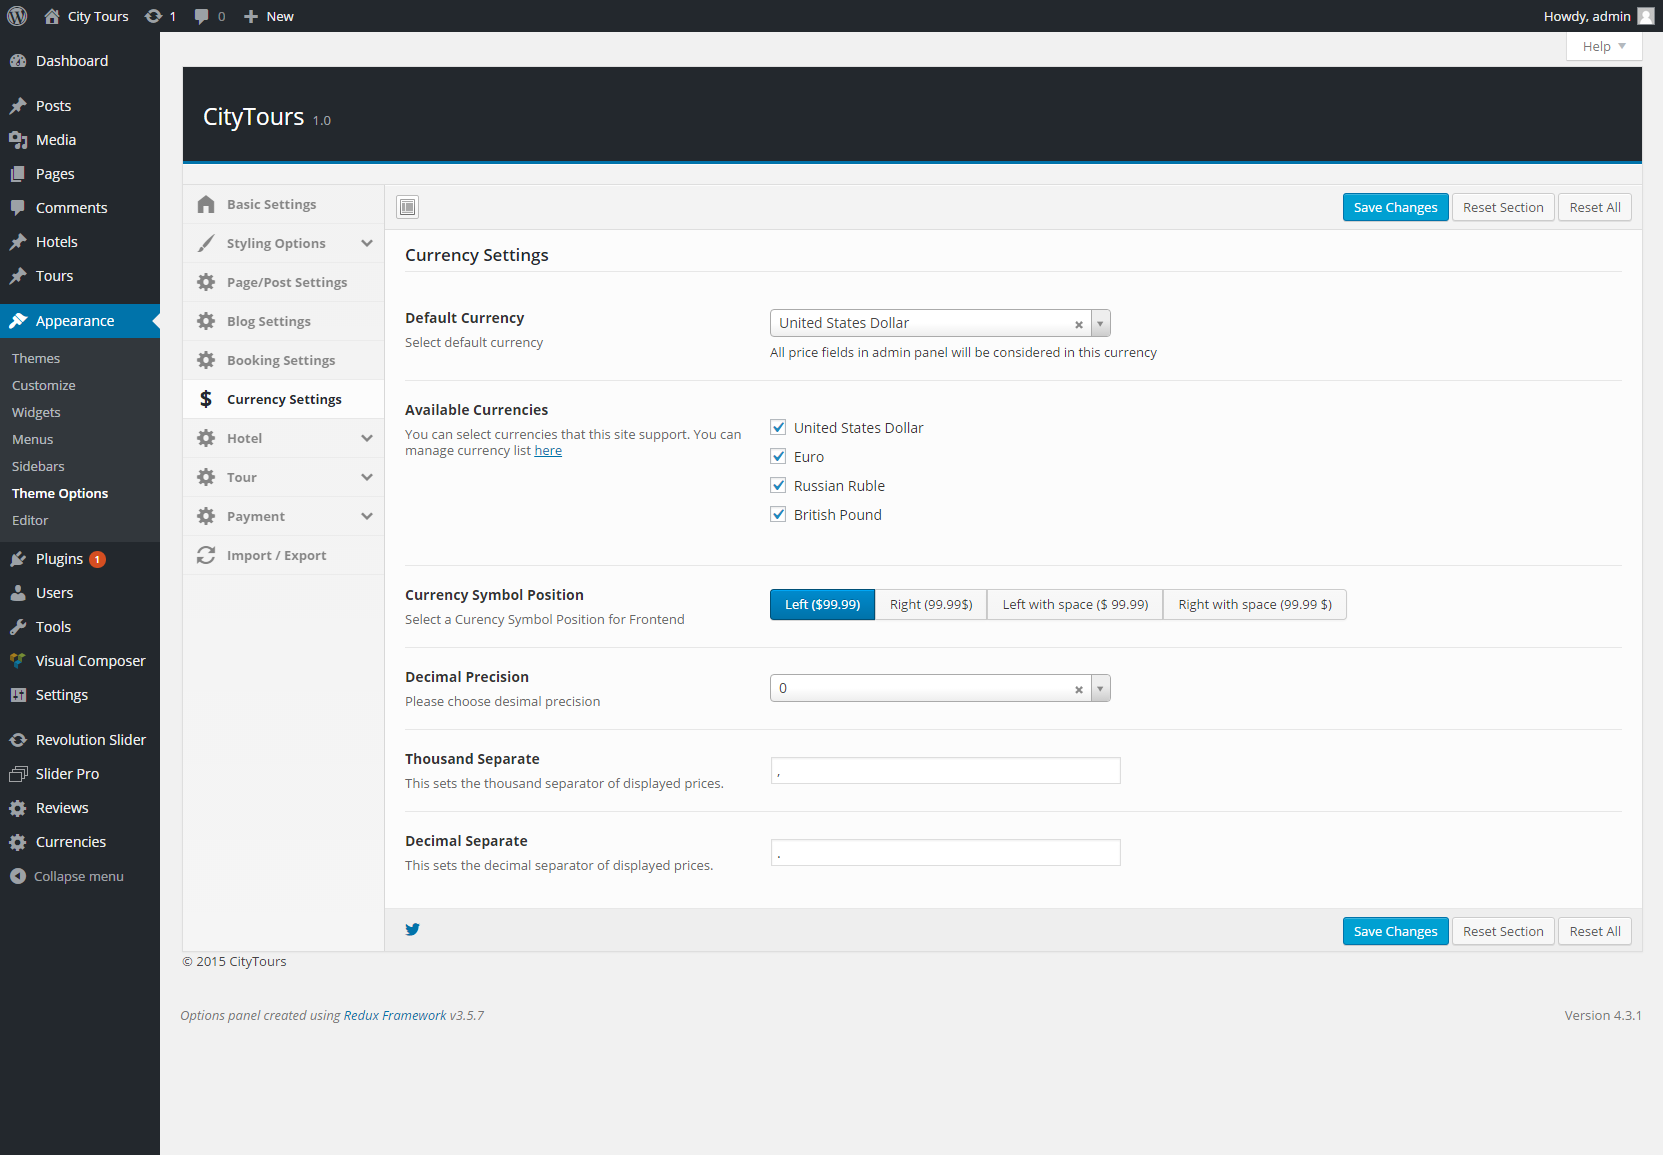 City Tours 1 0 New
Howdy, admin
Help
Dashboard
Posts
Media
Pages
Comments
Hotels
Tours
Appearance
Themes
Customize
Widgets
Menus
Sidebars
Theme Options
Editor
Plugins 1
Users
Tools
Visual Composer
Settings
Revolution Slider
Slider Pro
Reviews
Currencies
Collapse menu
CityTours 1.0
Basic Settings
Styling Options
Page/Post Settings
Blog Settings
Booking Settings
$ Currency Settings
Hotel
Tour
Payment
Import / Export
Save Changes Reset Section Reset All
Currency Settings
Default Currency
Select default currency
United States Dollar
All price fields in admin panel will be considered in this currency
Available Currencies
You can select currencies that this site support. You can
manage currency list here
United States Dollar
Euro
Russian Ruble
British Pound
Currency Symbol Position
Select a Curency Symbol Position for Frontend
Left ($99.99) Right (99.99$) Left with space ($ 99.99) Right with space (99.99 $)
Decimal Precision
Please choose desimal precision
0
Thousand Separate
This sets the thousand separator of displayed prices.
,
Decimal Separate
This sets the decimal separator of displayed prices.
.
Save Changes Reset Section Reset All
© 2015 CityTours
Options panel created using Redux Framework v3.5.7
Version 4.3.1